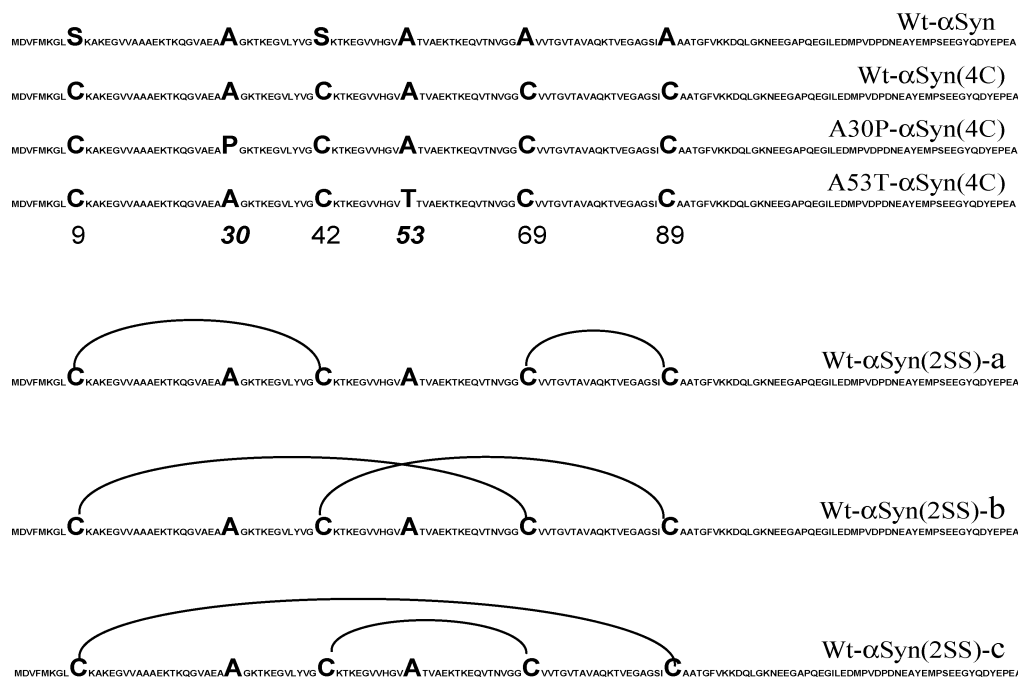 Wt-αSyn
MDVFMKGLSKAKEGVVAAAEKTKQGVAEAAGKTKEGVLYVGSKTKEGVVHGVATVAEKTKEQVTNVGGAVVTGVTAVAQKTVEGAGSIAAATGFVKKDQLGKNEEGAPQEGILEDMPVDPDNEAYEMPSEEGYQDYEPEA
Wt-αSyn(4C)
MDVFMKGLCKAKEGVVAAAEKTKQGVAEAAGKTKEGVLYVGCKTKEGVVHGVATVAEKTKEQVTNVGGCVVTGVTAVAQKTVEGAGSICAATGFVKKDQLGKNEEGAPQEGILEDMPVDPDNEAYEMPSEEGYQDYEPEA
A30P-αSyn(4C)
MDVFMKGLCKAKEGVVAAAEKTKQGVAEAPGKTKEGVLYVGCKTKEGVVHGVATVAEKTKEQVTNVGGCVVTGVTAVAQKTVEGAGSICAATGFVKKDQLGKNEEGAPQEGILEDMPVDPDNEAYEMPSEEGYQDYEPEA
A53T-αSyn(4C)
MDVFMKGLCKAKEGVVAAAEKTKQGVAEAAGKTKEGVLYVGCKTKEGVVHGVTTVAEKTKEQVTNVGGCVVTGVTAVAQKTVEGAGSICAATGFVKKDQLGKNEEGAPQEGILEDMPVDPDNEAYEMPSEEGYQDYEPEA
9 30 42 53 69 89
Wt-αSyn(2SS)-a
MDVFMKGLCKAKEGVVAAAEKTKQGVAEAAGKTKEGVLYVGCKTKEGVVHGVATVAEKTKEQVTNVGGCVVTGVTAVAQKTVEGAGSICAATGFVKKDQLGKNEEGAPQEGILEDMPVDPDNEAYEMPSEEGYQDYEPEA
Wt-αSyn(2SS)-b
MDVFMKGLCKAKEGVVAAAEKTKQGVAEAAGKTKEGVLYVGCKTKEGVVHGVATVAEKTKEQVTNVGGCVVTGVTAVAQKTVEGAGSICAATGFVKKDQLGKNEEGAPQEGILEDMPVDPDNEAYEMPSEEGYQDYEPEA
Wt-αSyn(2SS)-c
MDVFMKGLCKAKEGVVAAAEKTKQGVAEAAGKTKEGVLYVGCKTKEGVVHGVATVAEKTKEQVTNVGGCVVTGVTAVAQKTVEGAGSICAATGFVKKDQLGKNEEGAPQEGILEDMPVDPDNEAYEMPSEEGYQDYEPEA